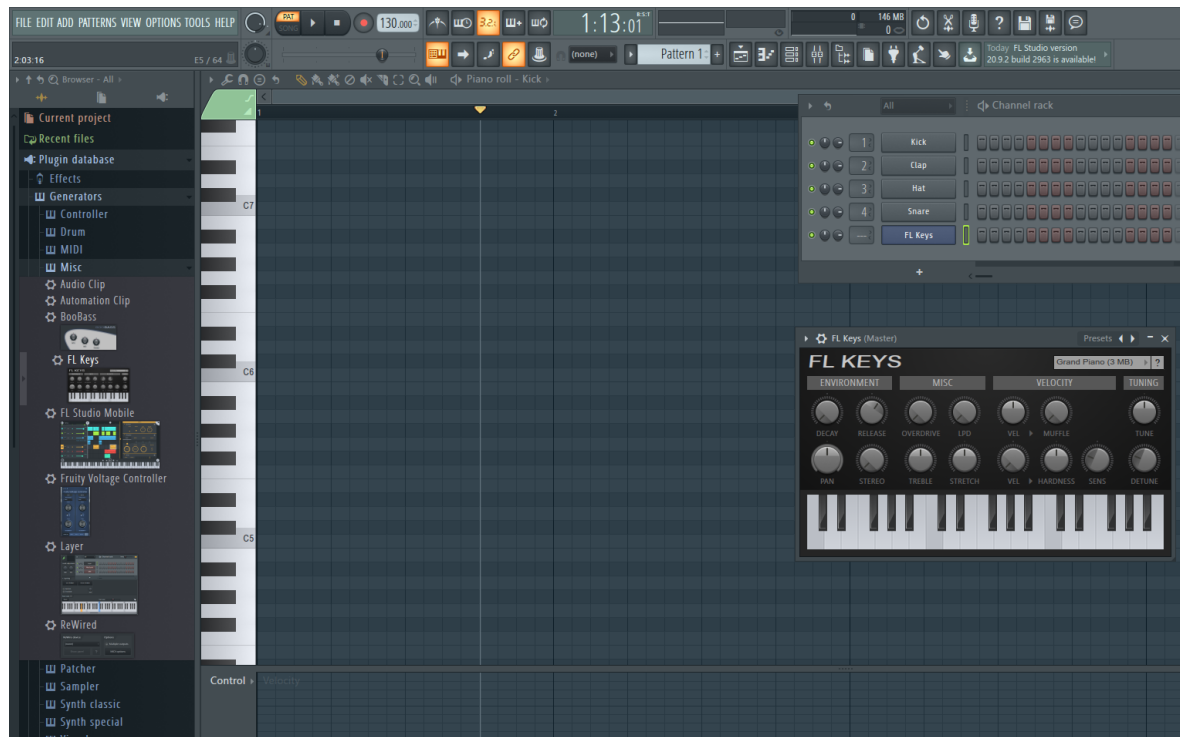 FILE EDIT ADD PATTERNS VIEW OPTIONS TOOLS HELP
PAT
SONG
130.000
3.2.
1:13:01
B:S:T
0
146 MB
0
2:03:16
E5 / 64
(none)
Pattern 1
Today FL Studio version
20.9.2 build 2963 is available!
Browser - All
Piano roll - Kick
Current project
Recent files
Plugin database
Effects
Generators
Controller
Drum
MIDI
Misc
Audio Clip
Automation Clip
BooBass
FL Keys
FL Studio Mobile
Fruity Voltage Controller
Layer
ReWired
Patcher
Sampler
Synth classic
Synth special
1
2
C7
C6
C5
Control
Velocity
All
Channel rack
1
Kick
2
Clap
3
Hat
4
Snare
---
FL Keys
+
FL Keys (Master)
Presets
FL KEYS
Grand Piano (3 MB)
?
ENVIRONMENT
MISC
VELOCITY
TUNING
DECAY
RELEASE
OVERDRIVE
LPD
VEL
MUFFLE
TUNE
PAN
STEREO
TREBLE
STRETCH
VEL
HARDNESS
SENS
DETUNE